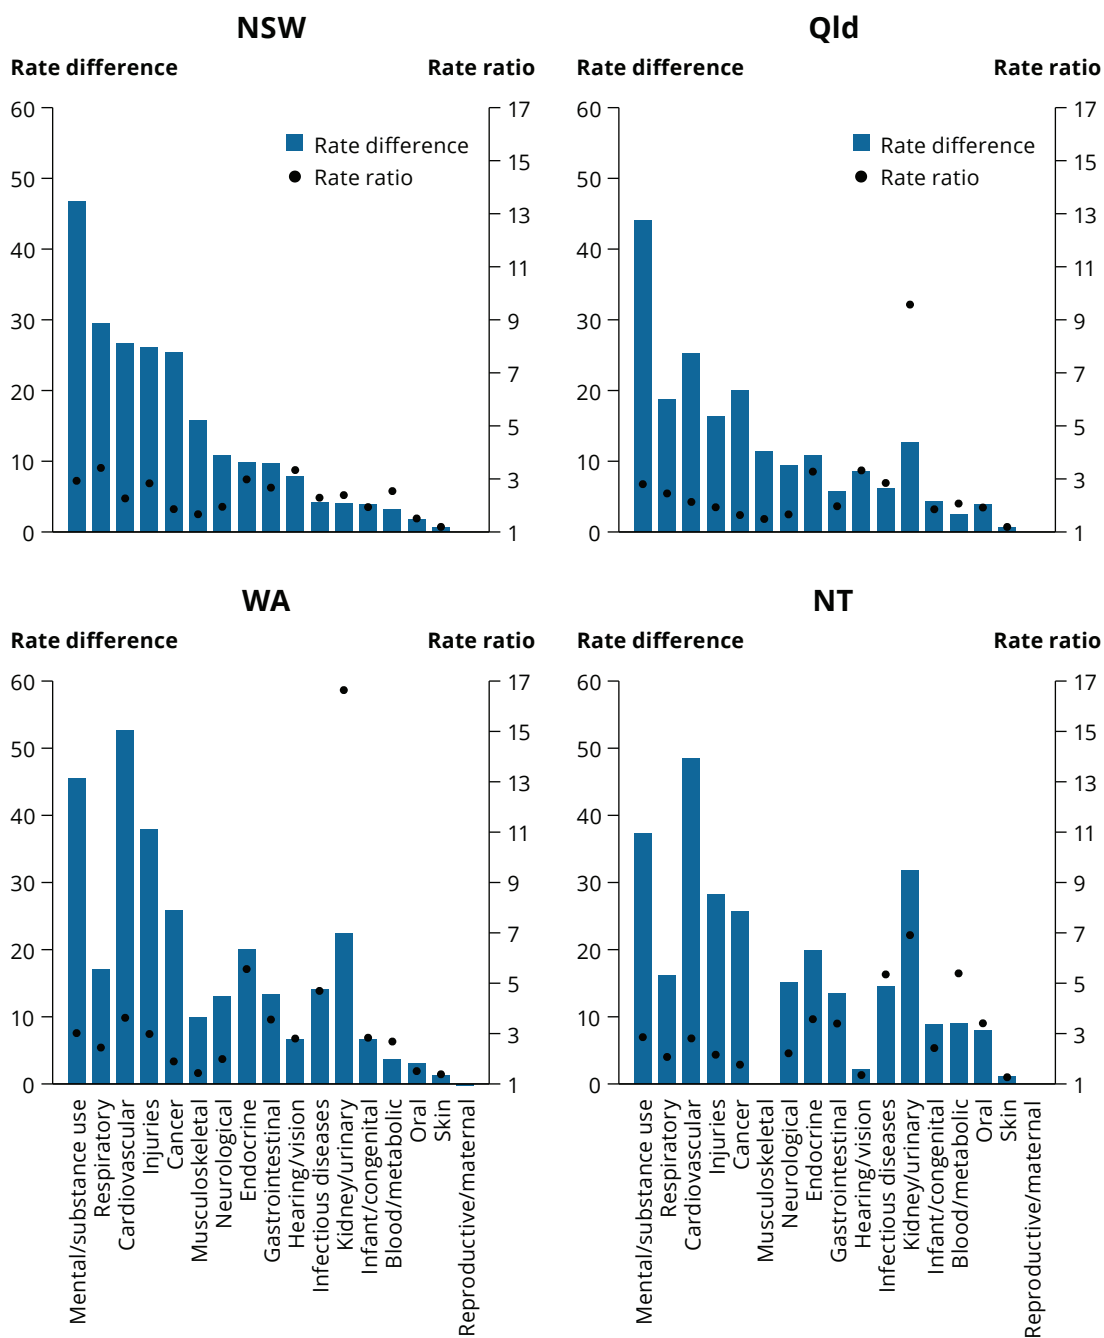 NSW
Rate difference Rate ratio
60 17
50 15
40 13
30 11
20 9
10 7
0 5
3
1
Rate difference
Rate ratio
Qld
Rate difference Rate ratio
60 17
50 15
40 13
30 11
20 9
10 7
0 5
3
1
Rate difference
Rate ratio
WA
Rate difference Rate ratio
60 17
50 15
40 13
30 11
20 9
10 7
0 5
3
1
Mental/substance use
Respiratory
Cardiovascular
Injuries
Cancer
Musculoskeletal
Neurological
Endocrine
Gastrointestinal
Hearing/vision
Infectious diseases
Kidney/urinary
Infant/congenital
Blood/metabolic
Oral
Skin
Reproductive/maternal
NT
Rate difference Rate ratio
60 17
50 15
40 13
30 11
20 9
10 7
0 5
3
1
Mental/substance use
Respiratory
Cardiovascular
Injuries
Cancer
Musculoskeletal
Neurological
Endocrine
Gastrointestinal
Hearing/vision
Infectious diseases
Kidney/urinary
Infant/congenital
Blood/metabolic
Oral
Skin
Reproductive/maternal